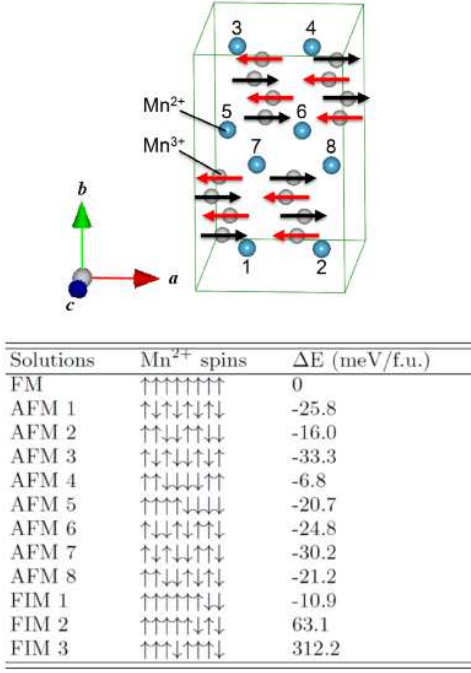 3 4
Mn²⁺
5 6
Mn³⁺
7 8
b
1 2
a
c
Solutions Mn²⁺ spins ΔE (meV/f.u.)
FM ↑↑↑↑↑↑↑↑ 0
AFM 1 ↑↓↑↓↑↓↑↓ -25.8
AFM 2 ↑↑↓↓↑↑↓↓ -16.0
AFM 3 ↑↓↑↓↓↑↓↑ -33.3
AFM 4 ↑↑↓↓↓↓↑↑ -6.8
AFM 5 ↑↑↑↑↓↓↓↓ -20.7
AFM 6 ↑↓↓↑↓↑↑↓ -24.8
AFM 7 ↑↓↑↓↓↑↑↓ -30.2
AFM 8 ↑↑↓↓↑↓↑↓ -21.2
FIM 1 ↑↑↑↑↑↑↓↓ -10.9
FIM 2 ↑↑↑↑↑↓↑↓ 63.1
FIM 3 ↑↑↑↓↑↑↑↓ 312.2